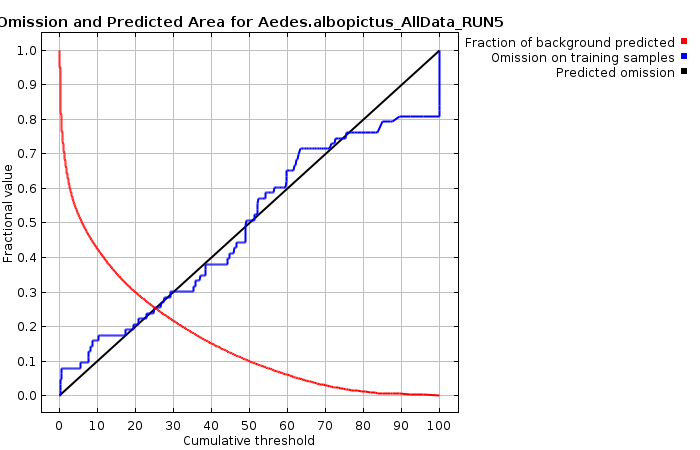 Omission and Predicted Area for Aedes.albopictus_AllData_RUN5
Fraction of background predicted
Omission on training samples
Predicted omission
Fractional value
1.0
0.9
0.8
0.7
0.6
0.5
0.4
0.3
0.2
0.1
0.0
0 10 20 30 40 50 60 70 80 90 100
Cumulative threshold